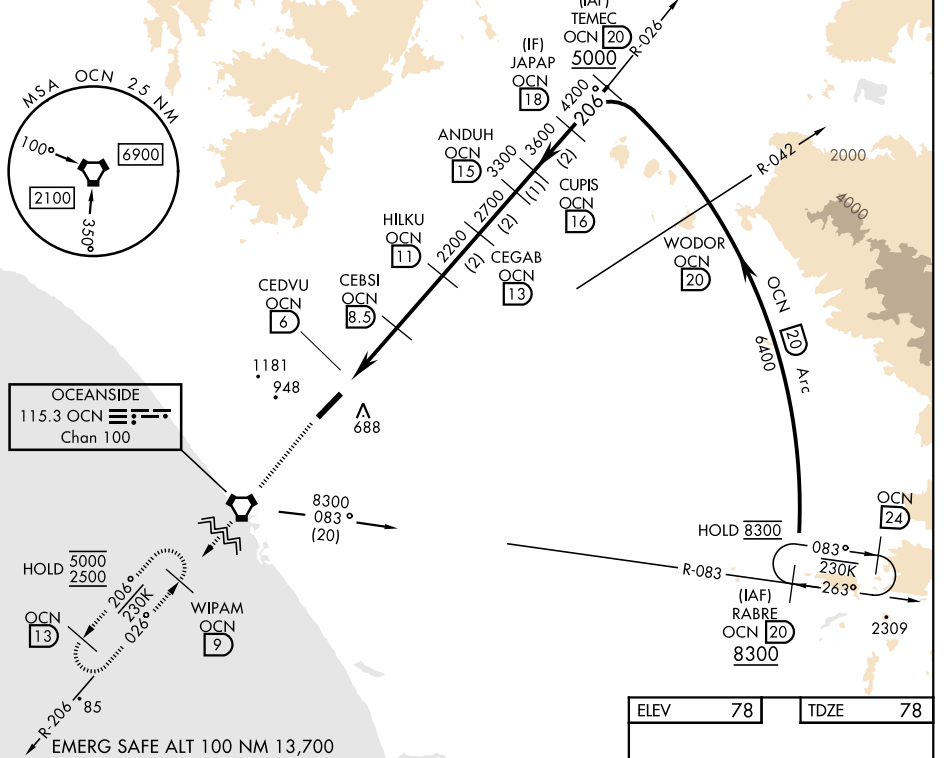 (IAF)
TEMEC
OCN 20
5000
R-026
(IF)
JAPAP
OCN
18
4200
206°
MSA OCN 25 NM
100°
6900
2100
350°
ANDUH
OCN
15
3600
(2)
3300
(1)
CUPIS
OCN
16
R-042
2000
4000
HILKU
OCN
11
2700
(2)
2200
(2)
CEGAB
OCN
13
WODOR
OCN
20
OCN 20 Arc
6400
CEDVU
OCN
6
CEBSI
OCN
8.5
1181
948
688
OCEANSIDE
115.3 OCN
Chan 100
8300
083°
(20)
HOLD 8300
OCN
24
083°
230K
263°
R-083
(IAF)
RABRE
OCN 20
8300
2309
HOLD 5000
2500
206°
230K
026°
OCN
13
WIPAM
OCN
9
R-206
85
EMERG SAFE ALT 100 NM 13,700
ELEV 78
TDZE 78